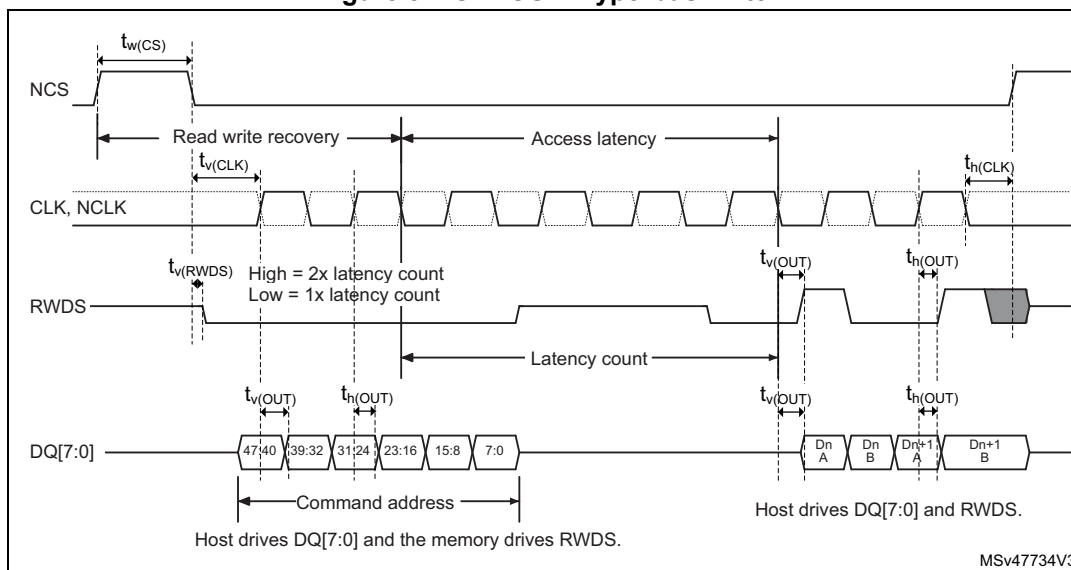 tw(CS)
NCS
Read write recovery
Access latency
tv(CLK)
th(CLK)
CLK, NCLK
tv(RWDS)
High = 2x latency count
Low = 1x latency count
tv(OUT)
th(OUT)
RWDS
Latency count
tv(OUT)
th(OUT)
tv(OUT)
th(OUT)
DQ[7:0]
47:40
39:32
31:24
23:16
15:8
7:0
Dn
A
Dn
B
Dn+1
A
Dn+1
B
Command address
Host drives DQ[7:0] and RWDS.
Host drives DQ[7:0] and the memory drives RWDS.
MSv47734V3